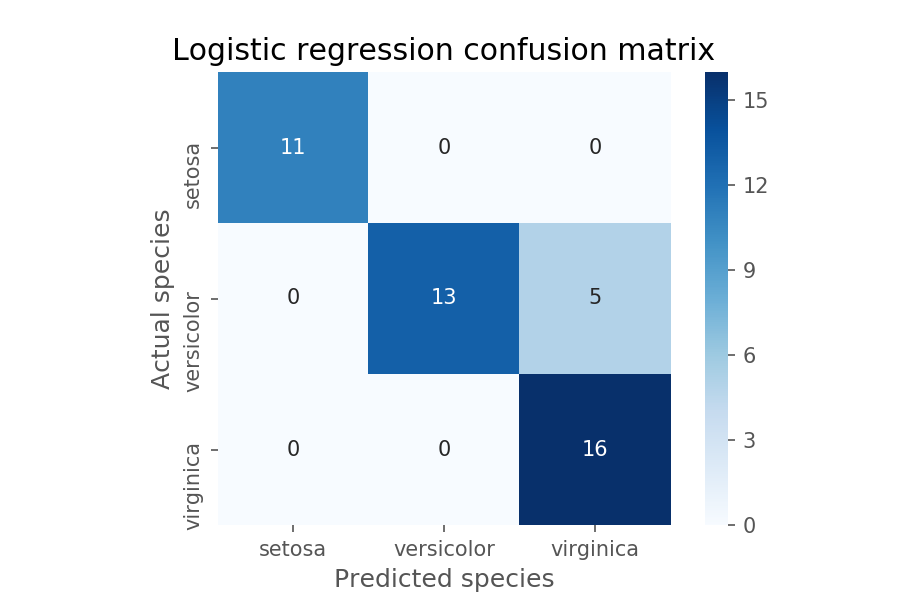 Logistic regression confusion matrix
Actual species
setosa
11 0 0
versicolor
0 13 5
virginica
0 0 16
setosa versicolor virginica
Predicted species
15
12
9
6
3
0